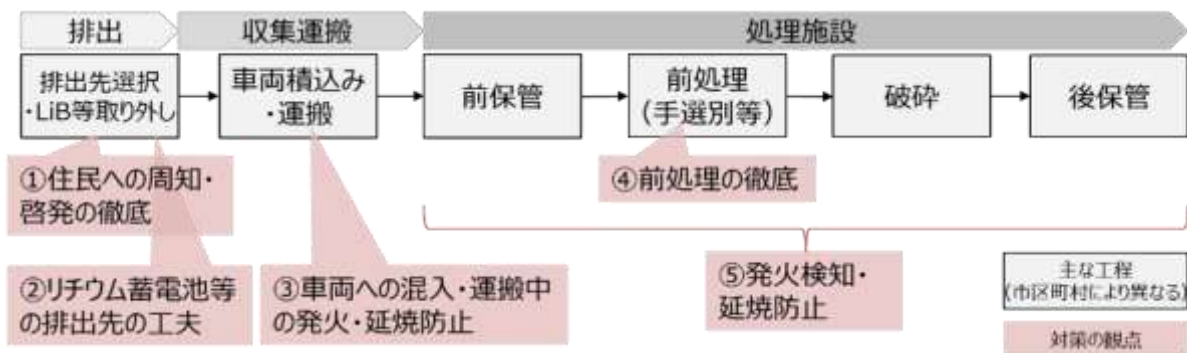 排出
収集運搬
処理施設
排出先選択
・LiB等取り外し
車両積込み
・運搬
前保管
前処理
(手選別等)
破砕
後保管
①住民への周知・
啓発の徹底
④前処理の徹底
②リチウム蓄電池等
の排出先の工夫
③車両への混入・運搬中
の発火・延焼防止
⑤発火検知・
延焼防止
主な工程
(市区町村により異なる)
対策の観点